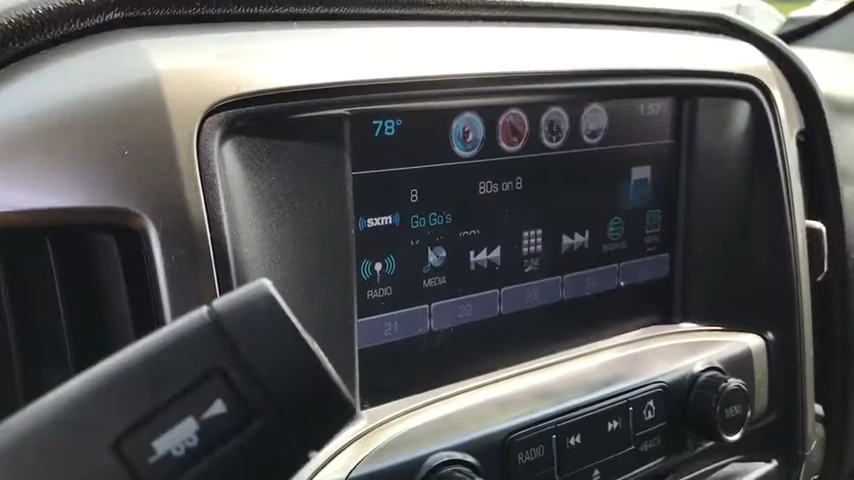 78° 1:57
8 80s on 8
sxm Go Go's
RADIO MEDIA TUNE MENU
21 22 23
RADIO MENU
BACK